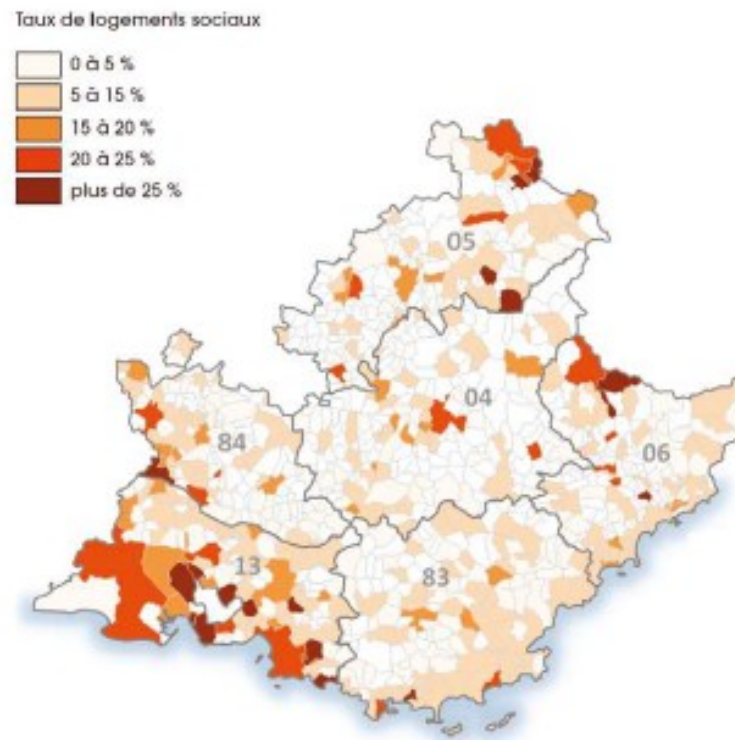 Taux de logements sociaux
0 à 5 %
5 à 15 %
15 à 20 %
20 à 25 %
plus de 25 %
05
04
84
06
13
83